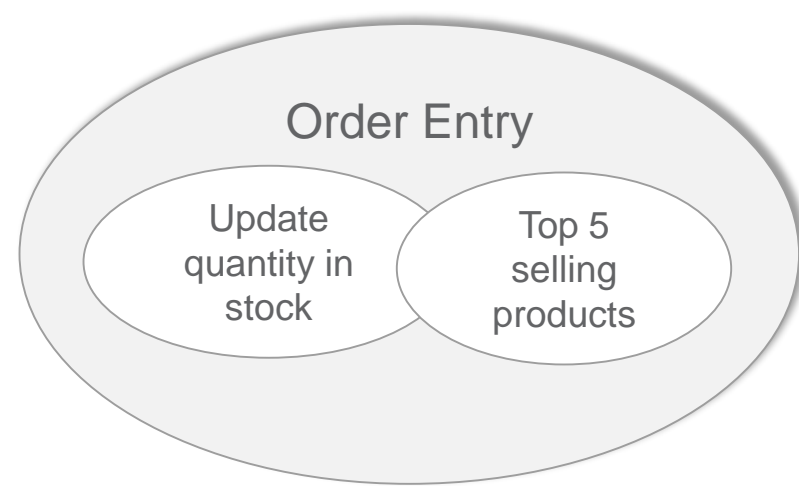 Order Entry
Update
quantity in
stock
Top 5
selling
products